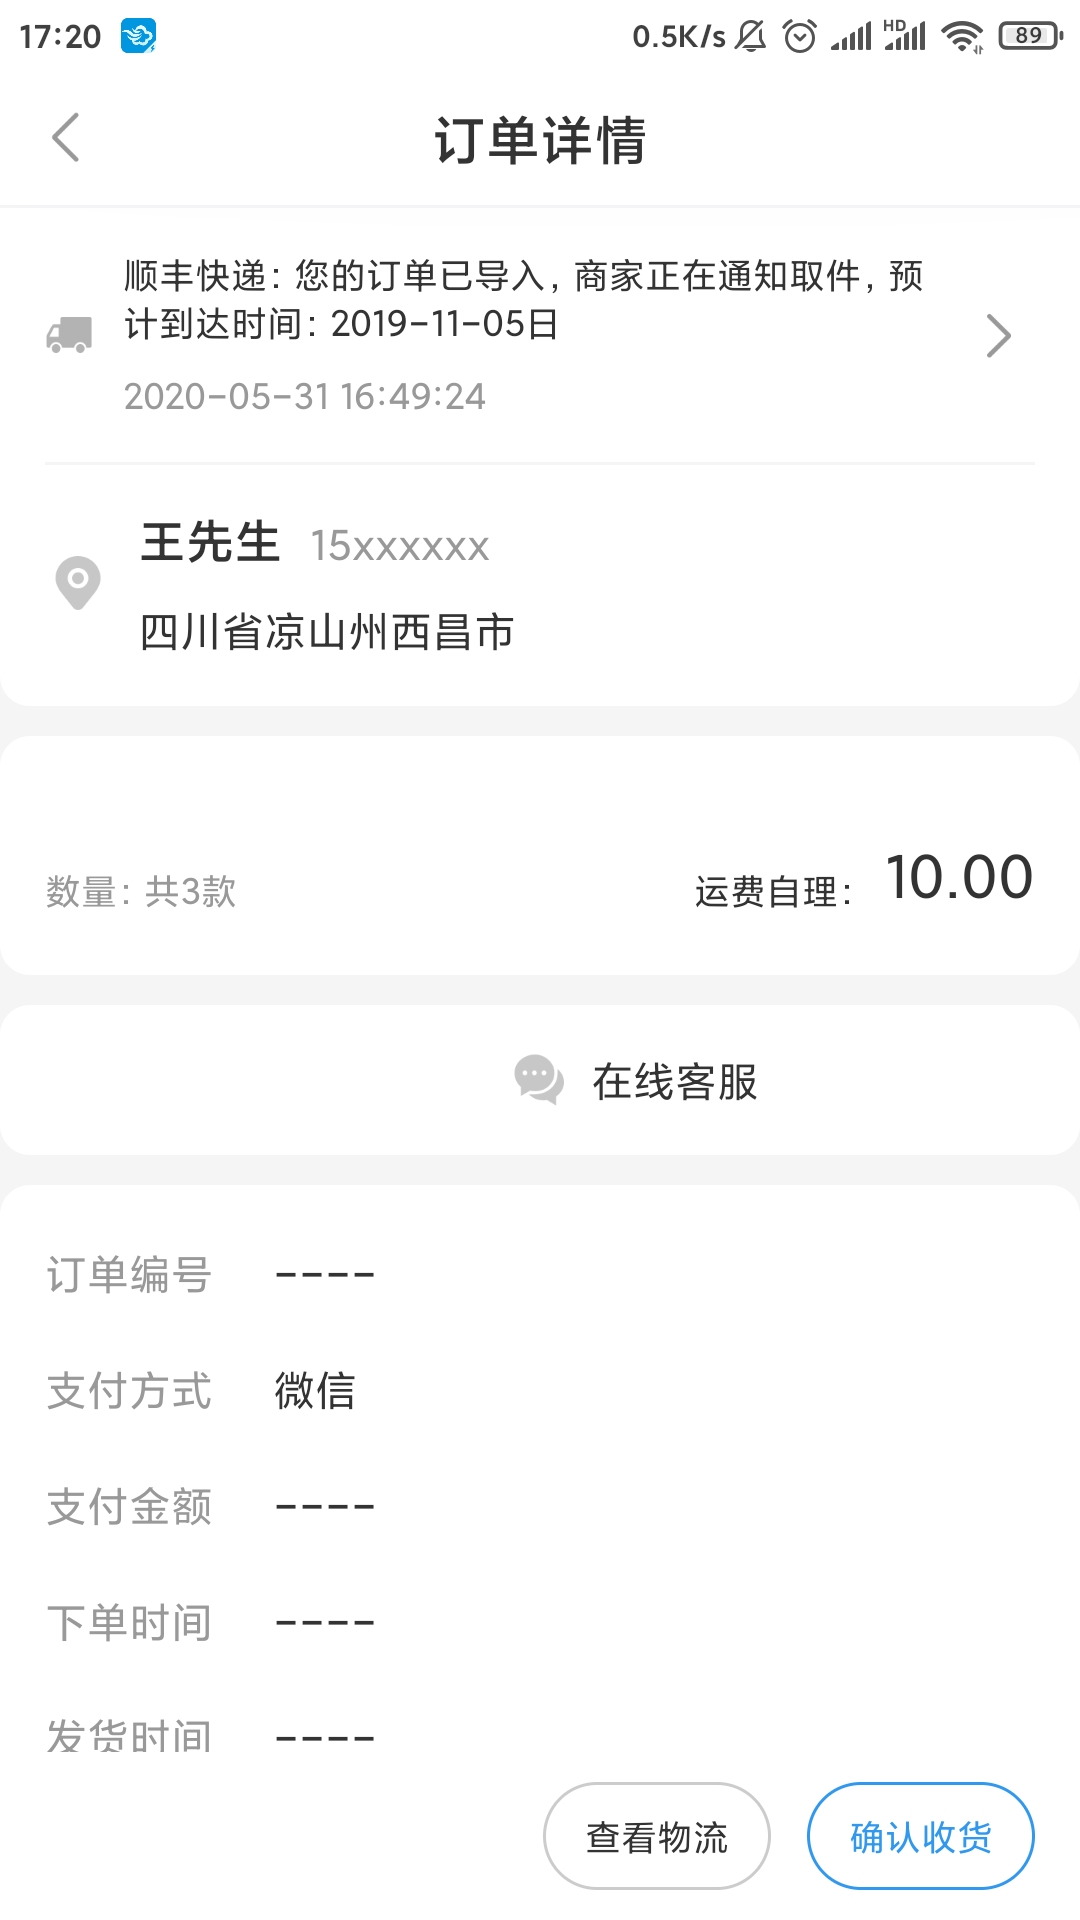 17:20
0.5K/s HD 89
订单详情
顺丰快递：您的订单已导入，商家正在通知取件，预
计到达时间：2019-11-05日
2020-05-31 16:49:24
王先生 15xxxxxx
四川省凉山州西昌市
数量：共3款 运费自理： 10.00
在线客服
订单编号 ----
支付方式 微信
支付金额 ----
下单时间 ----
发货时间 ----
查看物流 确认收货